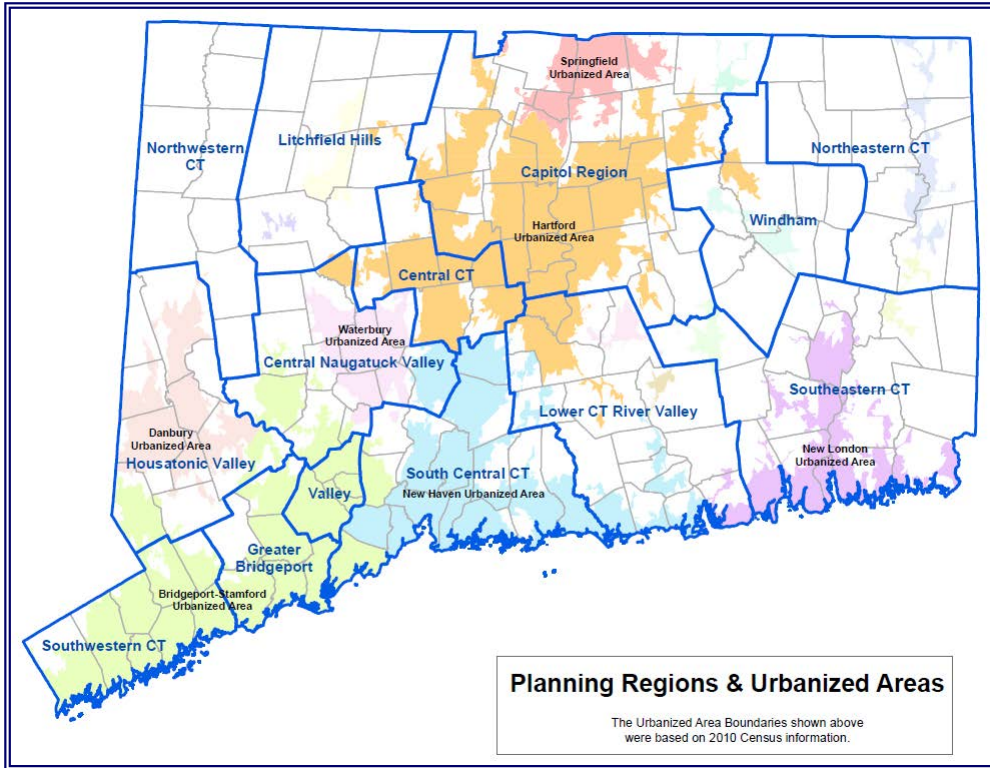 Springfield
Urbanized Area
Northwestern
CT
Litchfield Hills
Northeastern CT
Capitol Region
Windham
Hartford
Urbanized Area
Central CT
Waterbury
Urbanized Area
Central Naugatuck Valley
Southeastern CT
Lower CT River Valley
Danbury
Urbanized Area
Housatonic Valley
New London
Urbanized Area
South Central CT
Valley
New Haven Urbanized Area
Greater
Bridgeport
Bridgeport-Stamford
Urbanized Area
Southwestern CT
Planning Regions & Urbanized Areas
The Urbanized Area Boundaries shown above
were based on 2010 Census information.